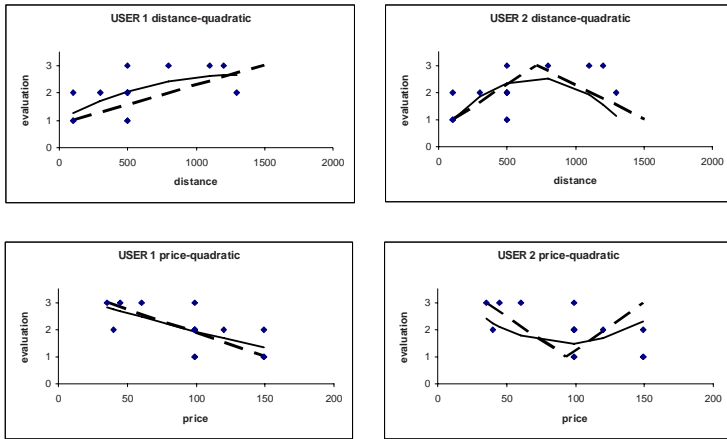 USER 1 distance-quadratic
evaluation
3
2
1
0
0 500 1000 1500 2000
distance
USER 2 distance-quadratic
evaluation
3
2
1
0
0 500 1000 1500 2000
distance
USER 1 price-quadratic
evaluation
3
2
1
0
0 50 100 150 200
price
USER 2 price-quadratic
evaluation
3
2
1
0
0 50 100 150 200
price